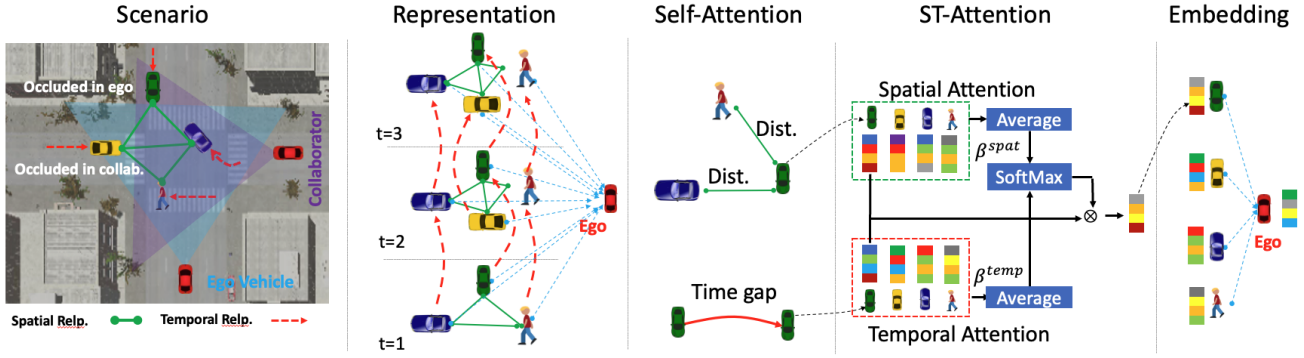 Scenario
Occluded in ego
Occluded in collab.
Collaborator
Ego Vehicle
Spatial Relp.
Temporal Relp.
Representation
t=3
t=2
t=1
Ego
Self-Attention
Dist.
Dist.
Time gap
ST-Attention
Spatial Attention
Average
β^spat
SoftMax
⊗
β^temp
Average
Temporal Attention
Embedding
Ego